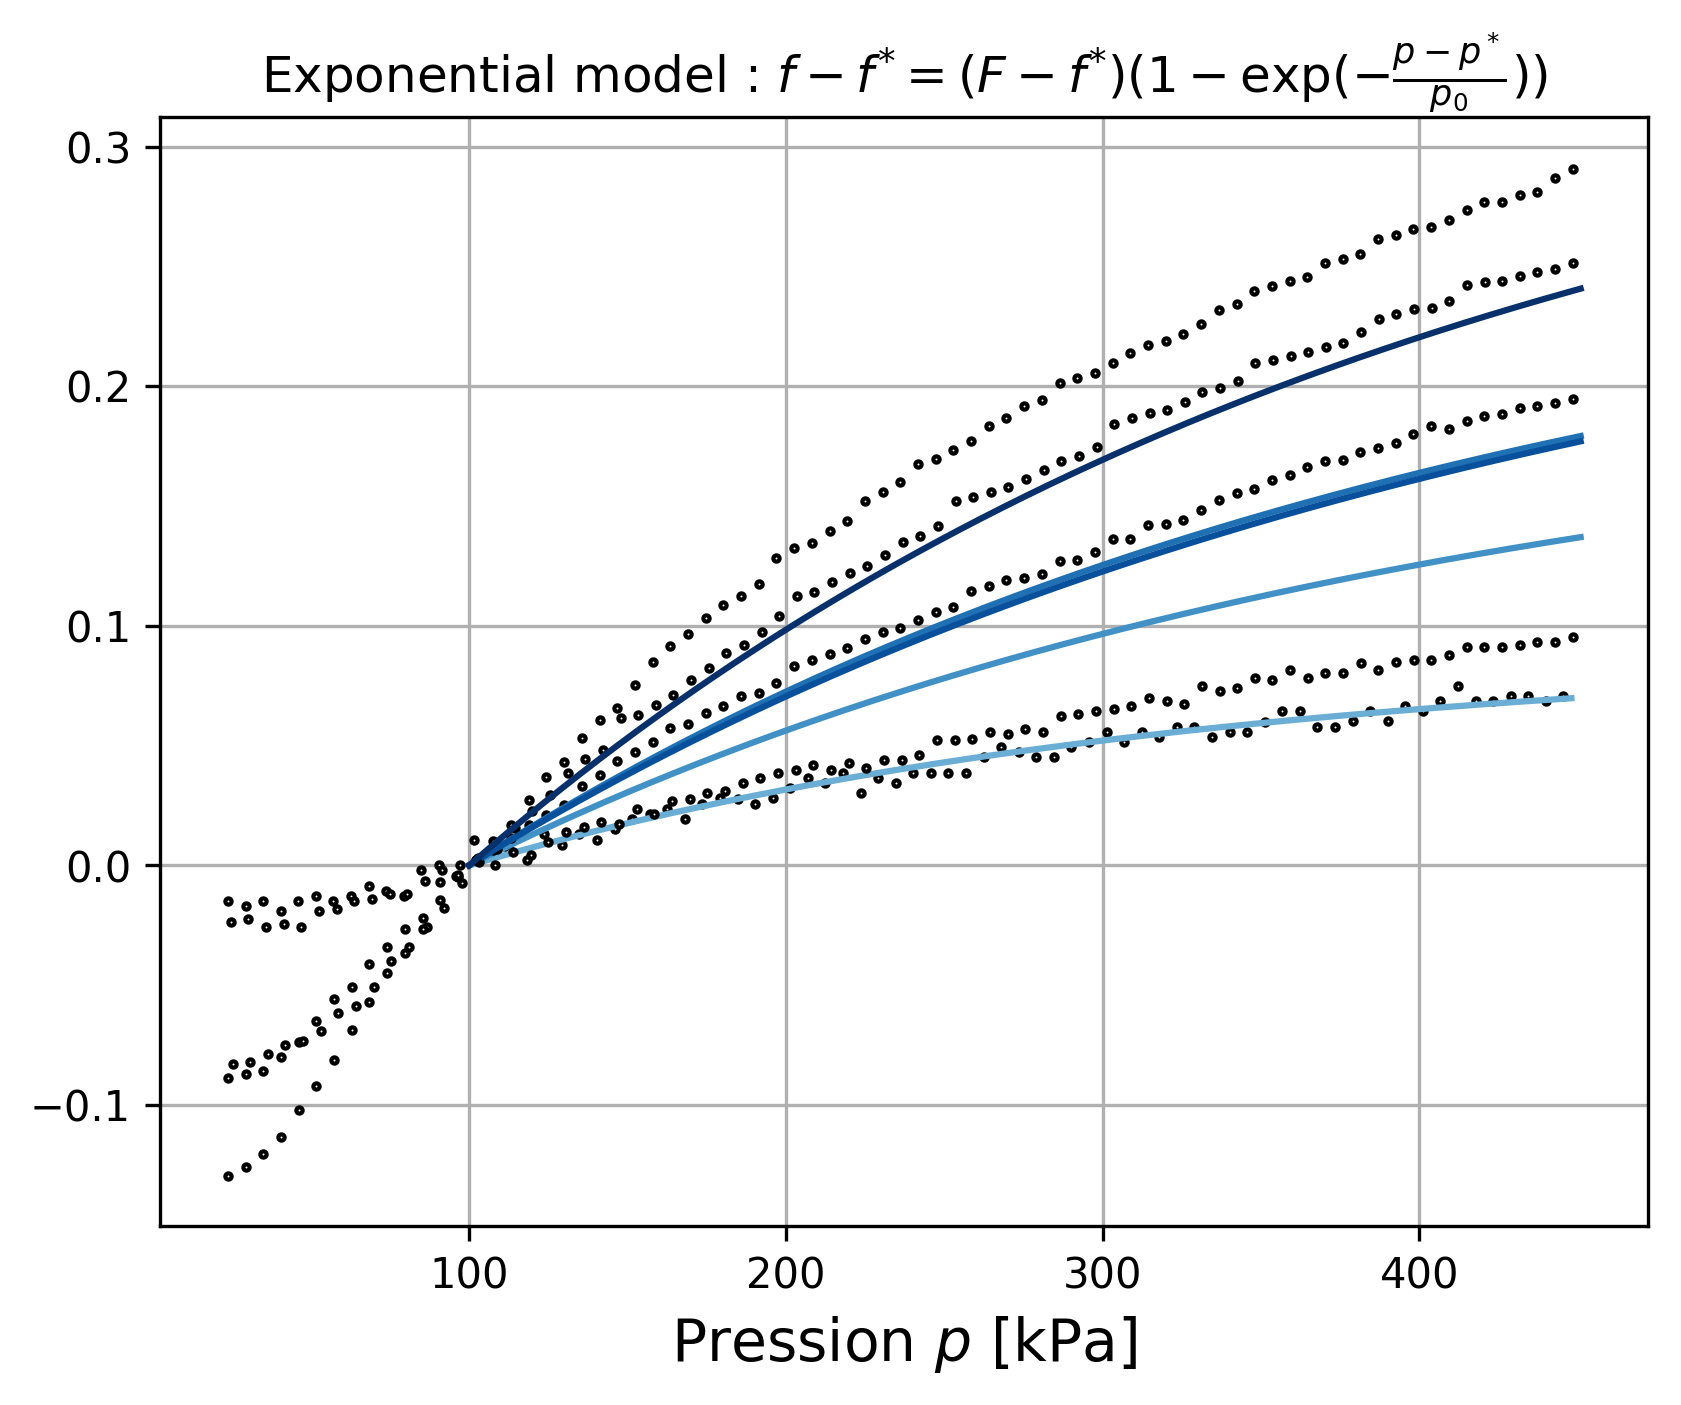 Exponential model : f − f* = (F − f*)(1 − exp(−\frac{p − p*}{p₀}))
0.3
0.2
0.1
0.0
−0.1
100 200 300 400
Pression p [kPa]